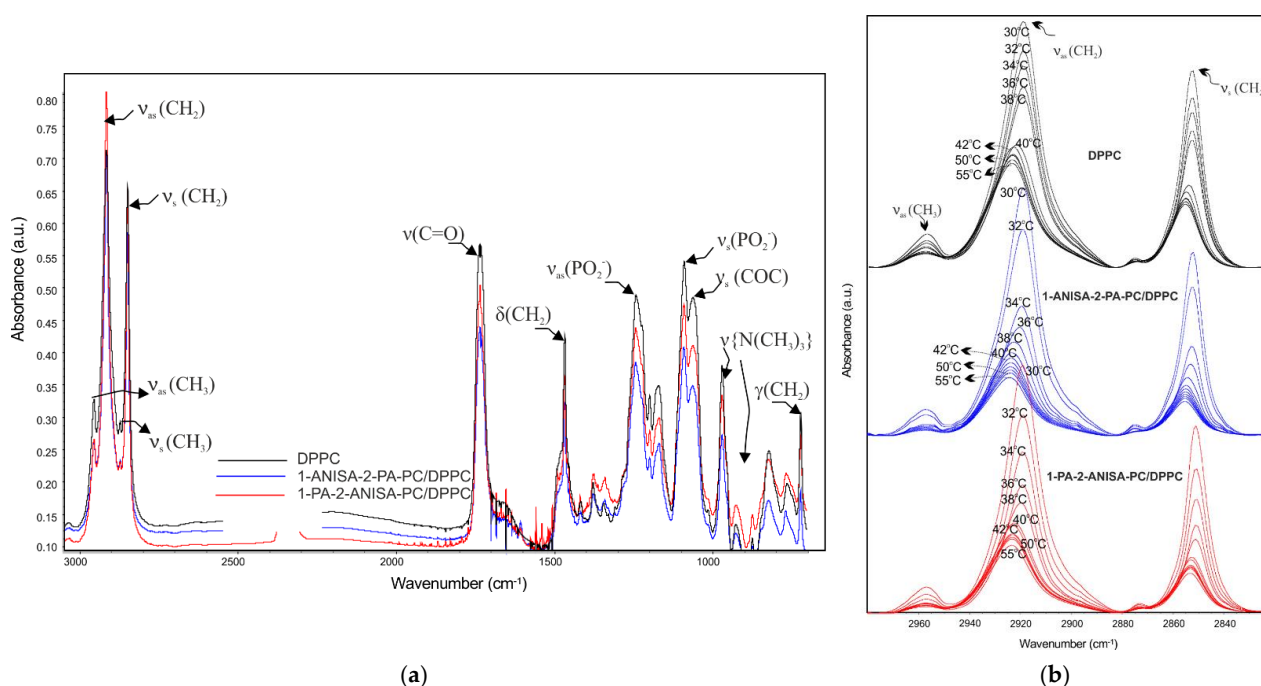 0.80
0.75
0.70
0.65
0.60
0.55
0.50
0.45
0.40
0.35
0.30
0.25
0.20
0.15
0.10
Absorbance (a.u.)
νas(CH2)
νs(CH2)
ν(C=O)
νs(PO2-)
νas(PO2-)
νs(COC)
δ(CH2)
ν{N(CH3)3}
νas(CH3)
γ(CH2)
νs(CH3)
DPPC
1-ANISA-2-PA-PC/DPPC
1-PA-2-ANISA-PC/DPPC
3000 2000 1000
2500 1500
Wavenumber (cm-1)
(a)
Absorbance (a.u.)
30°C
νas(CH2)
32°C
34°C
νs(CH
36°C
38°C
42°C 40°C
DPPC
50°C
55°C
30°C
νas(CH3)
32°C
1-ANISA-2-PA-PC/DPPC
34°C
36°C
38°C
42°C
40°C
50°C
30°C
55°C
32°C
34°C
1-PA-2-ANISA-PC/DPPC
36°C
38°C
40°C
42°C
50°C
55°C
2960 2940 2920 2900 2880 2860 2840
Wavenumber (cm-1)
(b)